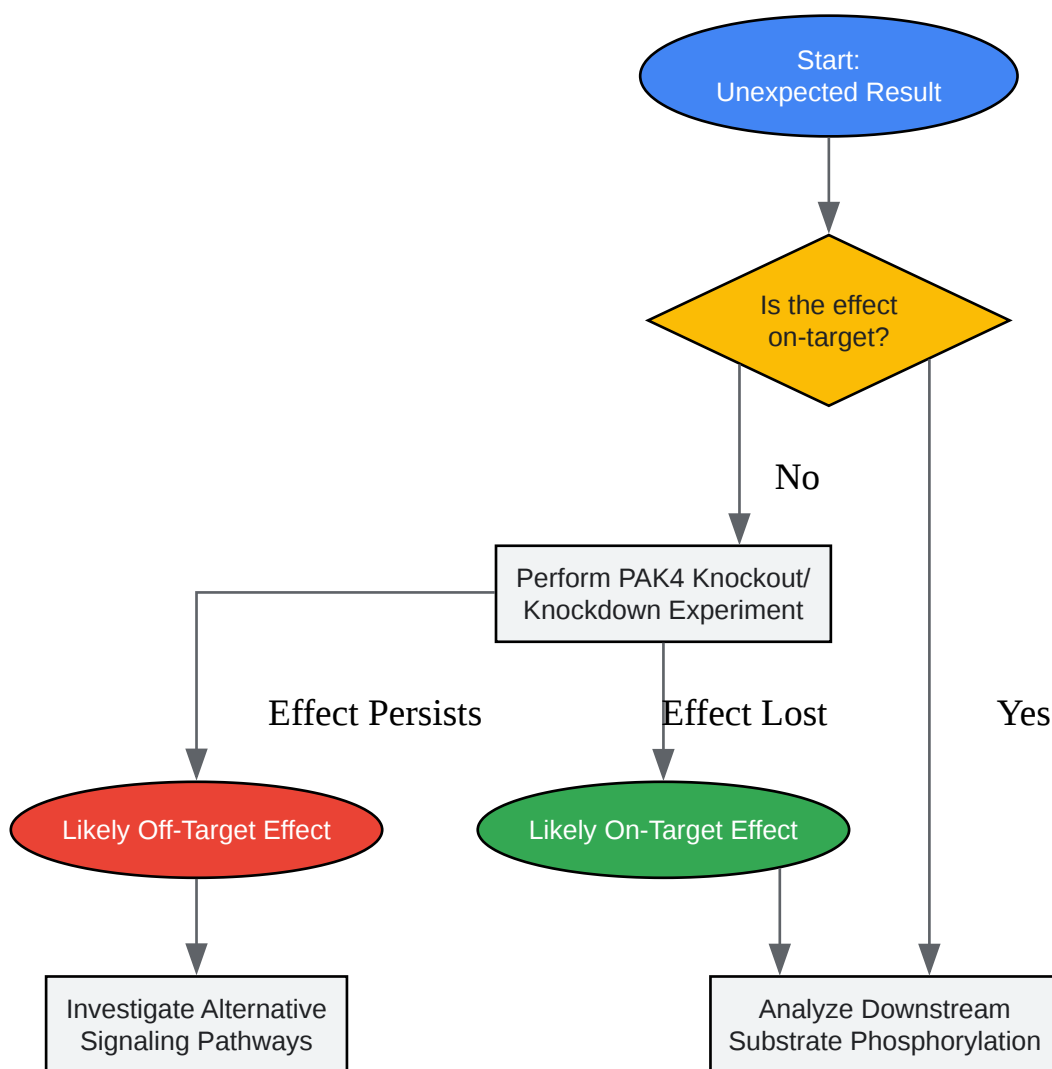 Start:
Unexpected Result
Is the effect
on-target?
No
Perform PAK4 Knockout/
Knockdown Experiment
Effect Persists
Effect Lost
Yes
Likely Off-Target Effect
Likely On-Target Effect
Investigate Alternative
Signaling Pathways
Analyze Downstream
Substrate Phosphorylation